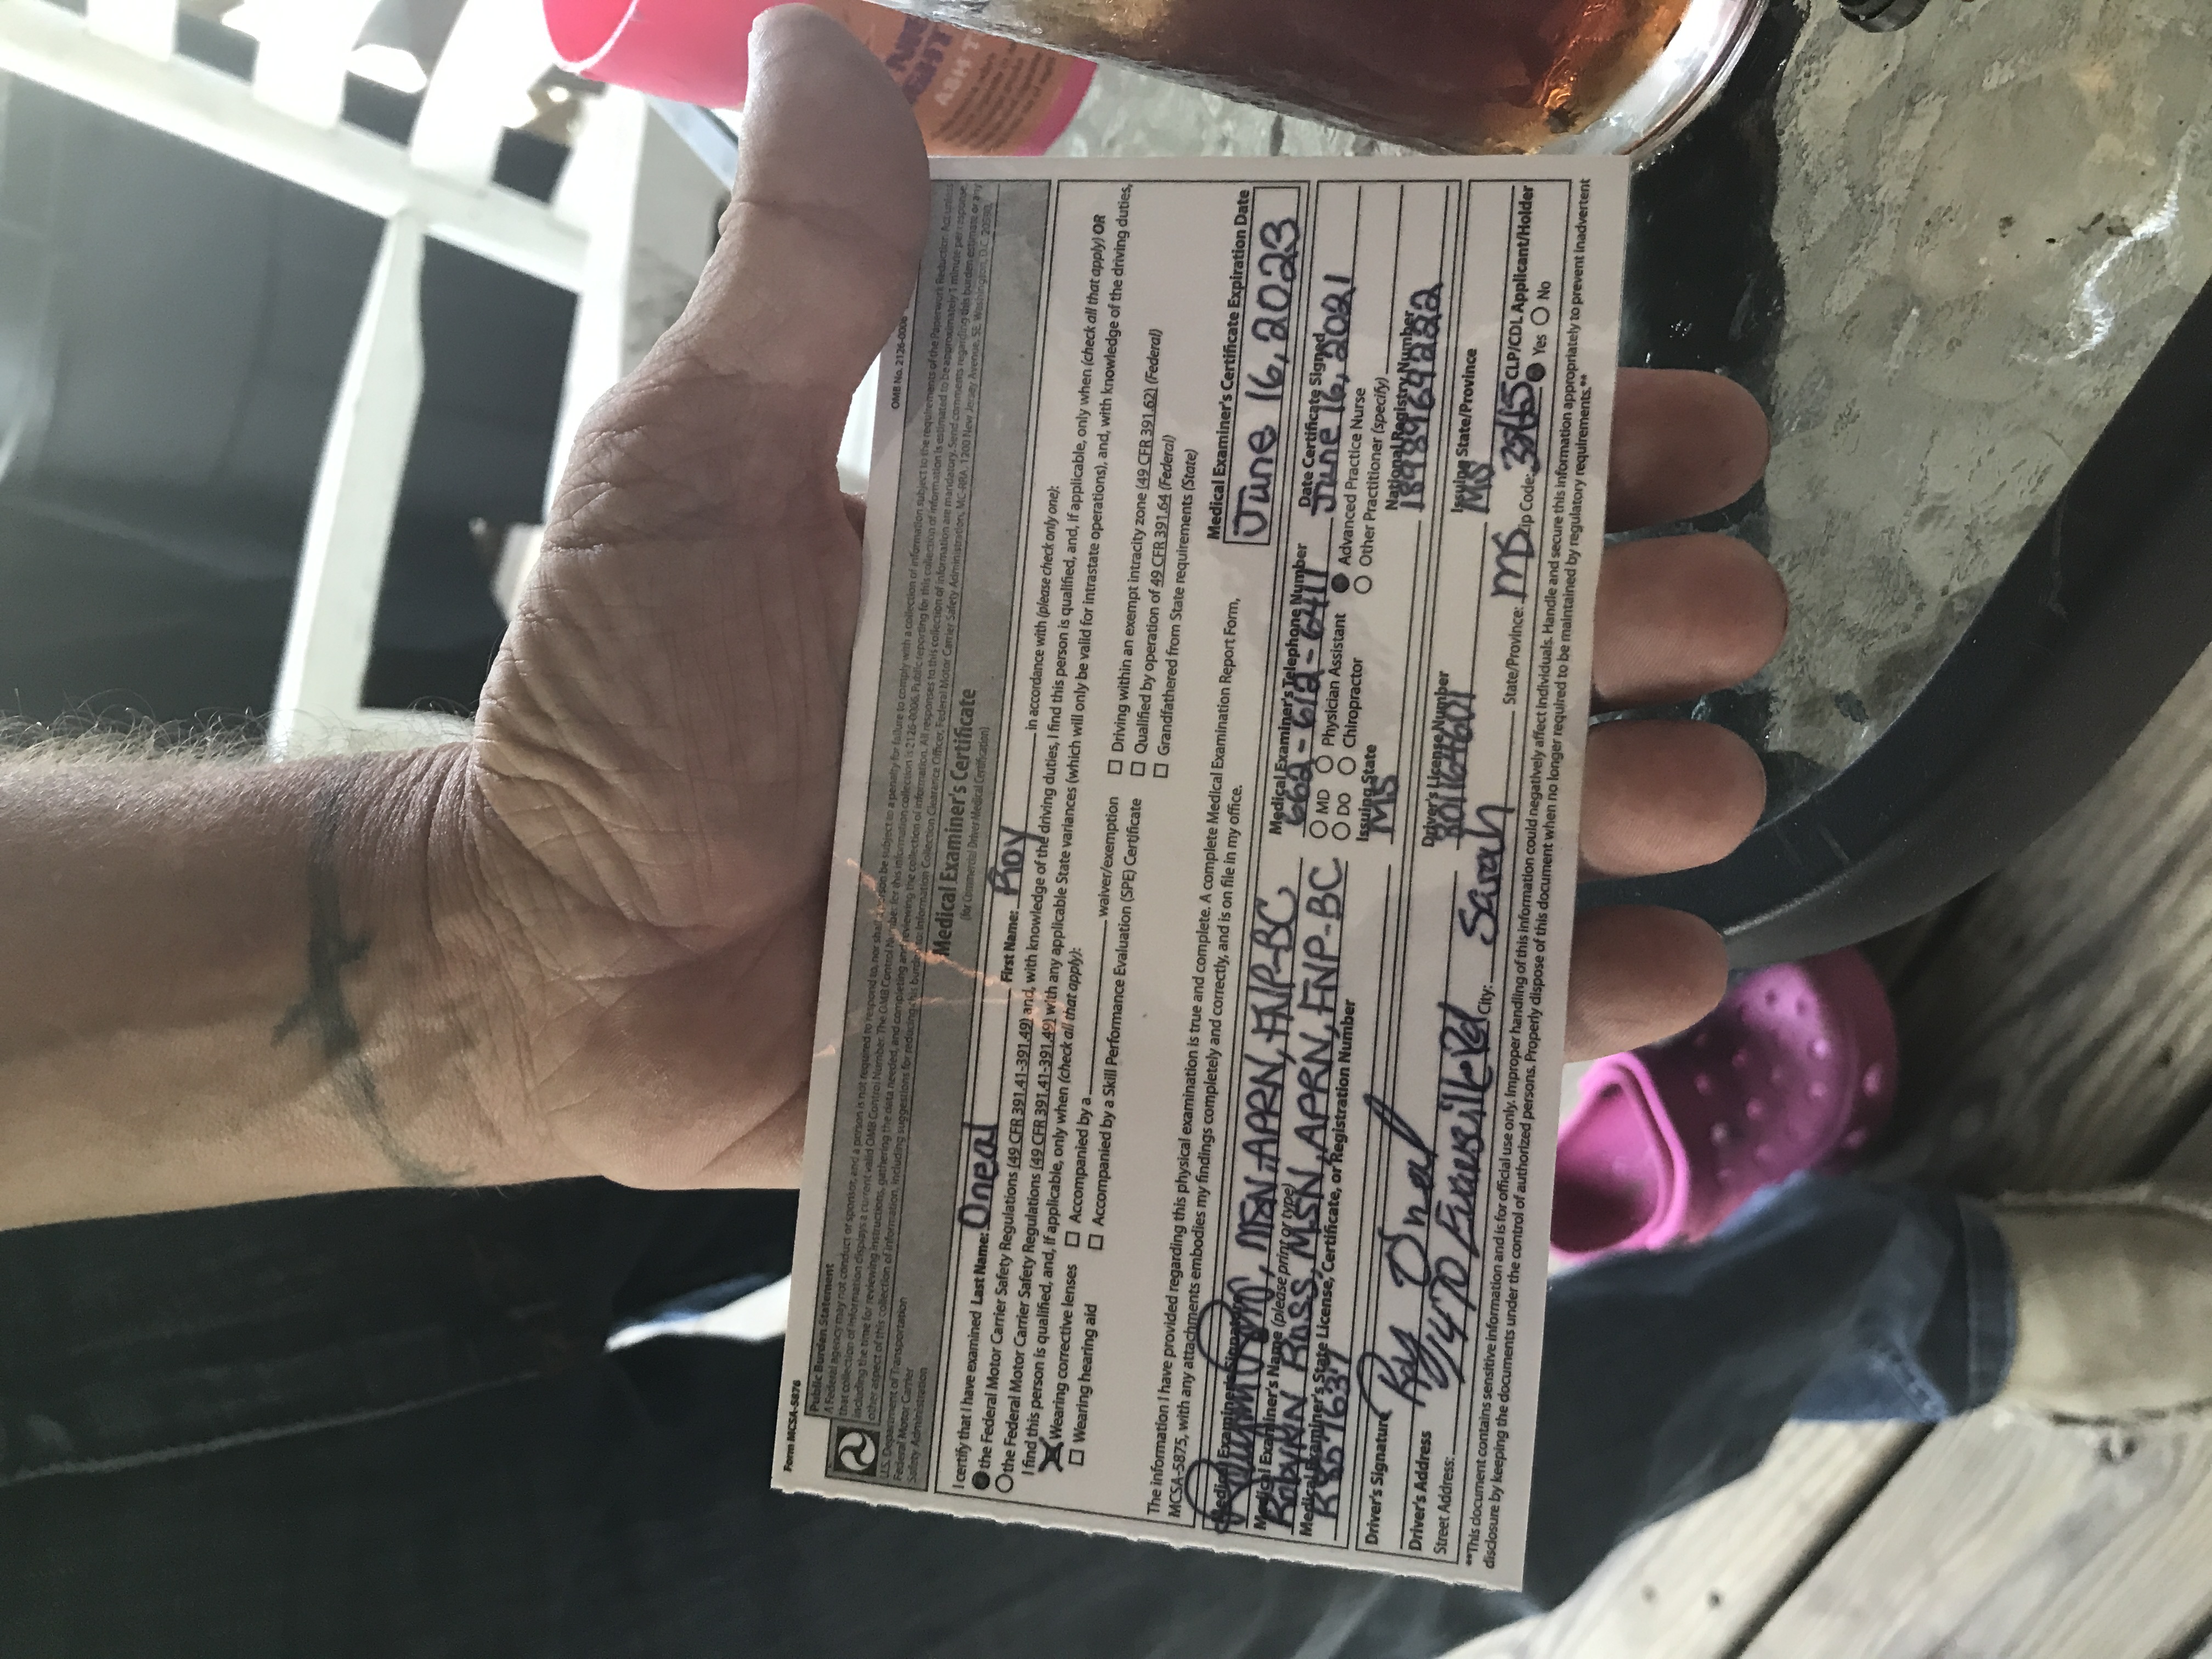 Form MCSA-5876
OMB No. 2126-0006
Public Burden Statement
A Federal agency may not conduct or sponsor, and a person is not required to respond to, nor shall a person be subject to a penalty for failure to comply with a collection of information subject to the requirements of the Paperwork Reduction Act unless
that collection of information displays a current valid OMB Control Number. The OMB Control Number for this information collection is 2126-0006. Public reporting for this collection of information is estimated to be approximately 1 minute per response,
including the time for reviewing instructions, gathering the data needed, and completing and reviewing the collection of information. All responses to this collection of information are mandatory. Send comments regarding this burden estimate or any
other aspect of this collection of information, including suggestions for reducing this burden to: Information Collection Clearance Officer, Federal Motor Carrier Safety Administration, MC-RRA, 1200 New Jersey Avenue, SE, Washington, D.C. 20590.
U.S. Department of Transportation
Federal Motor Carrier
Safety Administration
Medical Examiner's Certificate
(for Commercial Driver Medical Certification)
I certify that I have examined Last Name: Oneal First Name: Roy in accordance with (please check only one):
the Federal Motor Carrier Safety Regulations (49 CFR 391.41-391.49) and, with knowledge of the driving duties, I find this person is qualified, and, if applicable, only when (check all that apply) OR
the Federal Motor Carrier Safety Regulations (49 CFR 391.41-391.49) with any applicable State variances (which will only be valid for intrastate operations), and, with knowledge of the driving duties,
I find this person is qualified, and, if applicable, only when (check all that apply):
Wearing corrective lenses Accompanied by a waiver/exemption Driving within an exempt intracity zone (49 CFR 391.62) (Federal)
Wearing hearing aid Accompanied by a Skill Performance Evaluation (SPE) Certificate Qualified by operation of 49 CFR 391.64 (Federal)
Grandfathered from State requirements (State)
The information I have provided regarding this physical examination is true and complete. A complete Medical Examination Report Form,
MCSA-5875, with any attachments embodies my findings completely and correctly, and is on file in my office.
Medical Examiner's Certificate Expiration Date
June 16, 2023
Medical Examiner's Signature
MSN, APRN, FNP-BC
Medical Examiner's Telephone Number
662-612-6411
Date Certificate Signed
June 16, 2021
Medical Examiner's Name (please print or type)
Robynn Ross, MSN, APRN, FNP-BC
MD Physician Assistant Advanced Practice Nurse
DO Chiropractor Other Practitioner (specify)
Medical Examiner's State License, Certificate, or Registration Number
R857637
Issuing State
MS
National Registry Number
1898969222
Driver's Signature
Roy Oneal
Driver's License Number
801164601
Issuing State/Province
MS
Driver's Address
Street Address: 1470 Evansville Rd City: Sarah State/Province: MS Zip Code:
CLP/CDL Applicant/Holder
Yes No
**This document contains sensitive information and is for official use only. Improper handling of this information could negatively affect individuals. Handle and secure this information appropriately to prevent inadvertent
disclosure by keeping the documents under the control of authorized persons. Properly dispose of this document when no longer required to be maintained by regulatory requirements.**